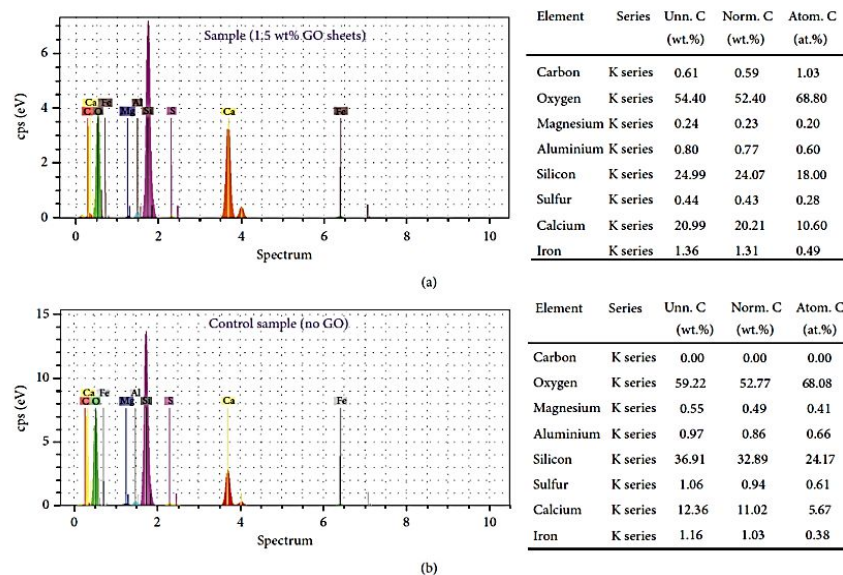 Sample (1.5 wt% GO sheets)
cps (eV)
6
4
2
0
Ca
Fe
Al
C
O
Mg
Si
S
Ca
Fe
0 2 4 6 8 10
Spectrum
Element Series Unn. C (wt.%) Norm. C (wt.%) Atom. C (at.%)
Carbon K series 0.61 0.59 1.03
Oxygen K series 54.40 52.40 68.80
Magnesium K series 0.24 0.23 0.20
Aluminium K series 0.80 0.77 0.60
Silicon K series 24.99 24.07 18.00
Sulfur K series 0.44 0.43 0.28
Calcium K series 20.99 20.21 10.60
Iron K series 1.36 1.31 0.49
(a)
Control sample (no GO)
cps (eV)
15
10
5
0
Ca
Fe
Al
C
O
Mg
Si
S
Ca
Fe
0 2 4 6 8 10
Spectrum
Element Series Unn. C (wt.%) Norm. C (wt.%) Atom. C (at.%)
Carbon K series 0.00 0.00 0.00
Oxygen K series 59.22 52.77 68.08
Magnesium K series 0.55 0.49 0.41
Aluminium K series 0.97 0.86 0.66
Silicon K series 36.91 32.89 24.17
Sulfur K series 1.06 0.94 0.61
Calcium K series 12.36 11.02 5.67
Iron K series 1.16 1.03 0.38
(b)